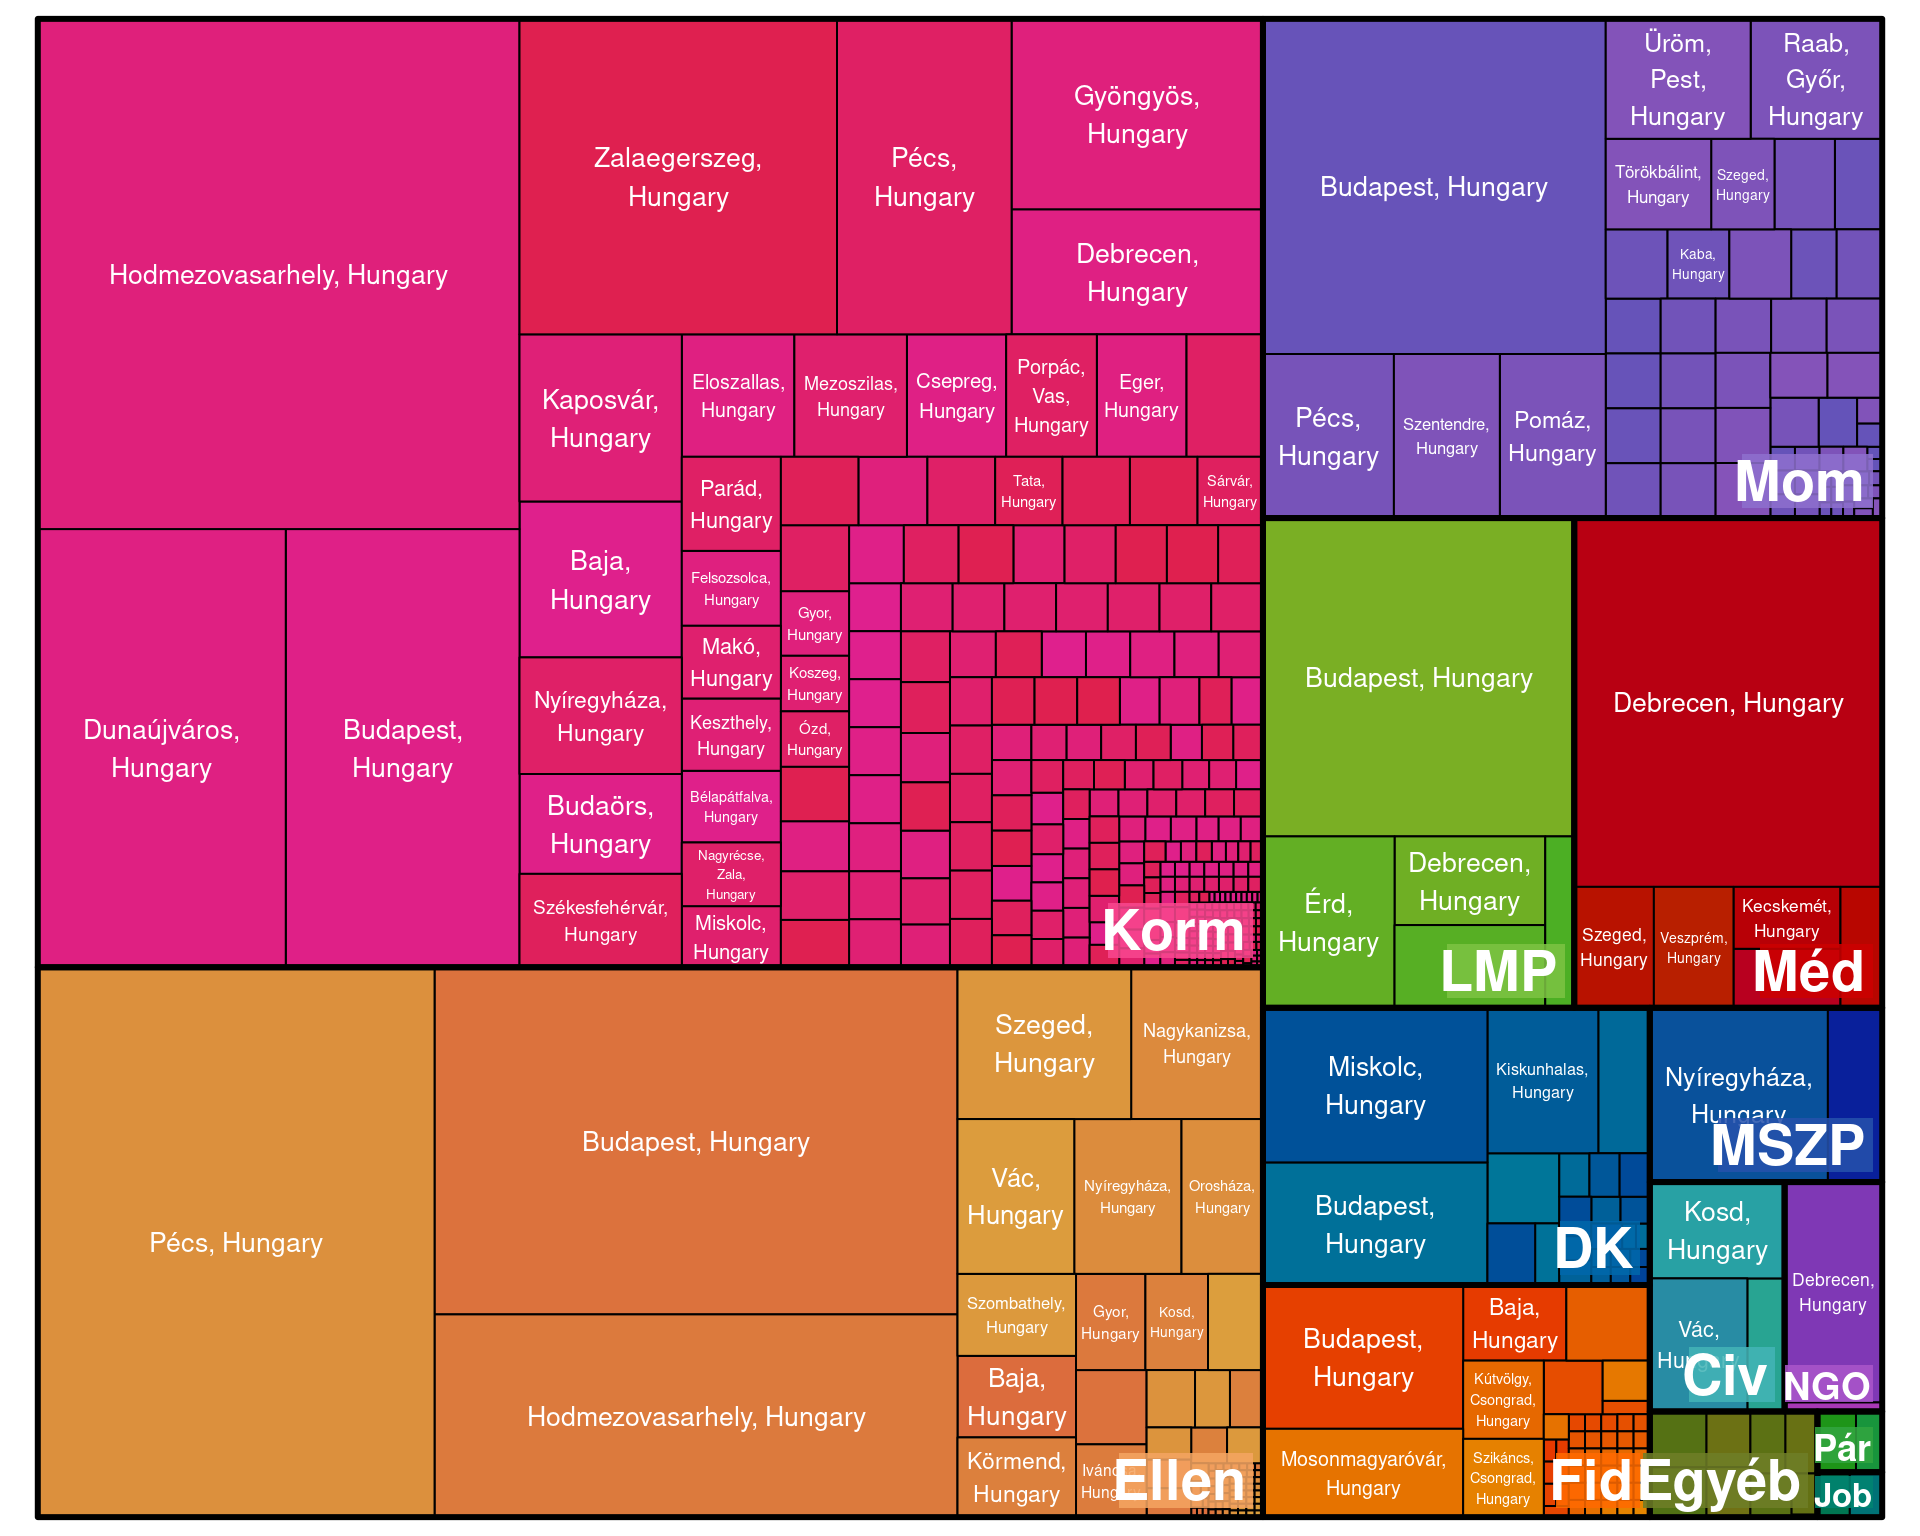 Hodmezovasarhely, Hungary
Dunaújváros,
Hungary
Budapest,
Hungary
Zalaegerszeg,
Hungary
Pécs,
Hungary
Gyöngyös,
Hungary
Debrecen,
Hungary
Kaposvár,
Hungary
Baja,
Hungary
Nyíregyháza,
Hungary
Budaörs,
Hungary
Székesfehérvár,
Hungary
Eloszallas,
Hungary
Mezoszilas,
Hungary
Csepreg,
Hungary
Porpác,
Vas,
Hungary
Eger,
Hungary
Parád,
Hungary
Felsozsolca,
Hungary
Makó,
Hungary
Keszthely,
Hungary
Bélapátfalva,
Hungary
Nagyrécse,
Zala,
Hungary
Miskolc,
Hungary
Tata,
Hungary
Sárvár,
Hungary
Gyor,
Hungary
Koszeg,
Hungary
Ózd,
Hungary
Korm
Pécs, Hungary
Budapest, Hungary
Hodmezovasarhely, Hungary
Szeged,
Hungary
Nagykanizsa,
Hungary
Vác,
Hungary
Nyíregyháza,
Hungary
Orosháza,
Hungary
Szombathely,
Hungary
Gyor,
Hungary
Kosd,
Hungary
Baja,
Hungary
Körmend,
Hungary
Ellen
Budapest, Hungary
Pécs,
Hungary
Szentendre,
Hungary
Pomáz,
Hungary
Üröm,
Pest,
Hungary
Raab,
Győr,
Hungary
Törökbálint,
Hungary
Szeged,
Hungary
Kaba,
Hungary
Mom
Budapest, Hungary
Érd,
Hungary
Debrecen,
Hungary
LMP
Debrecen, Hungary
Szeged,
Hungary
Veszprém,
Hungary
Kecskemét,
Hungary
Méd
Miskolc,
Hungary
Budapest,
Hungary
Kiskunhalas,
Hungary
DK
Nyíregyháza,
Hungary
MSZP
Kosd,
Hungary
Vác,
Civ
Debrecen,
Hungary
NGO
Budapest,
Hungary
Mosonmagyaróvár,
Hungary
Baja,
Hungary
Kútvölgy,
Csongrad,
Hungary
Szikáncs,
Csongrad,
Hungary
Fid
Egyéb
Pár
Job